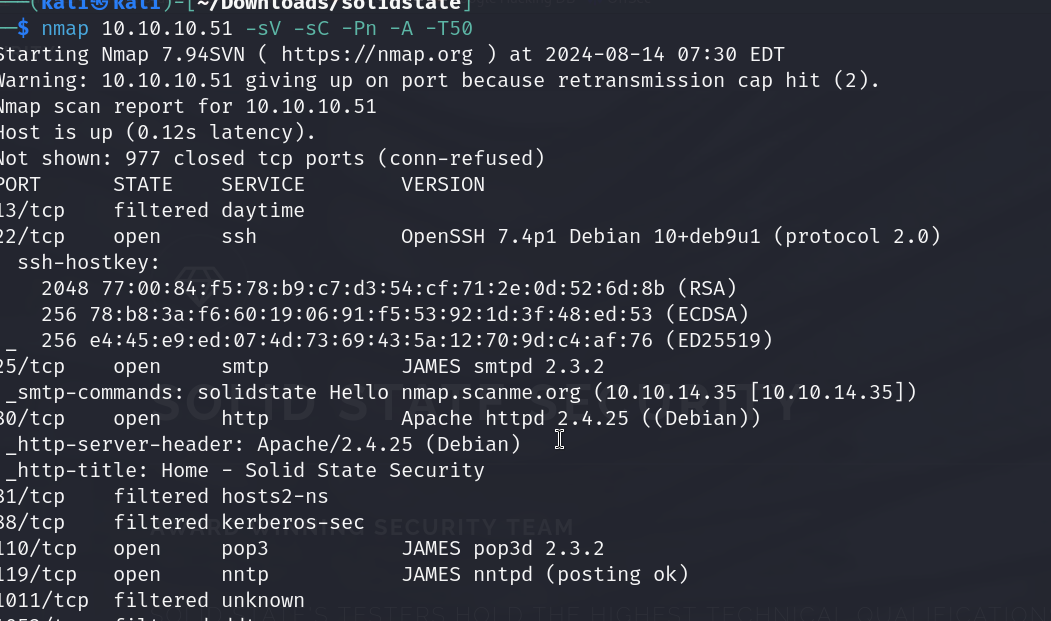 (kali㉿kali)-[~/Downloads/solidstate]
─$ nmap 10.10.10.51 -sV -sC -Pn -A -T50
Starting Nmap 7.94SVN ( https://nmap.org ) at 2024-08-14 07:30 EDT
Warning: 10.10.10.51 giving up on port because retransmission cap hit (2).
Nmap scan report for 10.10.10.51
Host is up (0.12s latency).
Not shown: 977 closed tcp ports (conn-refused)
PORT STATE SERVICE VERSION
13/tcp filtered daytime
22/tcp open ssh OpenSSH 7.4p1 Debian 10+deb9u1 (protocol 2.0)
ssh-hostkey:
2048 77:00:84:f5:78:b9:c7:d3:54:cf:71:2e:0d:52:6d:8b (RSA)
256 78:b8:3a:f6:60:19:06:91:f5:53:92:1d:3f:48:ed:53 (ECDSA)
_ 256 e4:45:e9:ed:07:4d:73:69:43:5a:12:70:9d:c4:af:76 (ED25519)
25/tcp open smtp JAMES smtpd 2.3.2
_smtp-commands: solidstate Hello nmap.scanme.org (10.10.14.35 [10.10.14.35])
SOLID STATE SECURITY
80/tcp open http Apache httpd 2.4.25 ((Debian))
_http-server-header: Apache/2.4.25 (Debian)
_http-title: Home - Solid State Security
81/tcp filtered hosts2-ns
88/tcp filtered kerberos-sec
SECURITY TEAM
110/tcp open pop3 JAMES pop3d 2.3.2
119/tcp open nntp JAMES nntpd (posting ok)
1011/tcp filtered unknown
TESTERS HOLD THE HIGHEST TECHNICAL QUALIFICATION